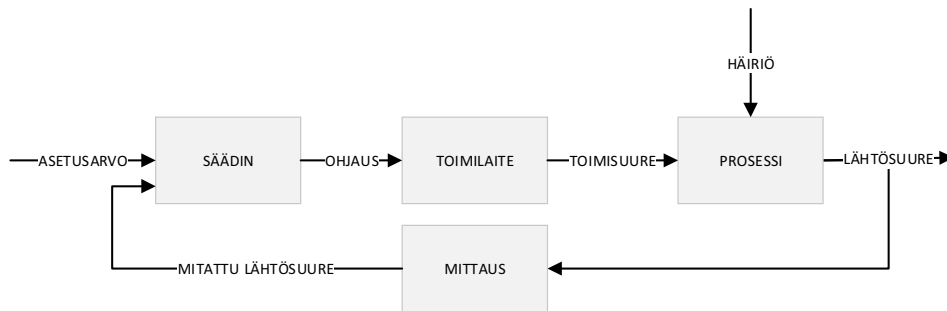 HÄIRIÖ
ASETUSARVO
SÄÄDIN
OHJAUS
TOIMILAITE
TOIMISUURE
PROSESSI
LÄHTÖSUURE
MITATTU LÄHTÖSUURE
MITTAUS